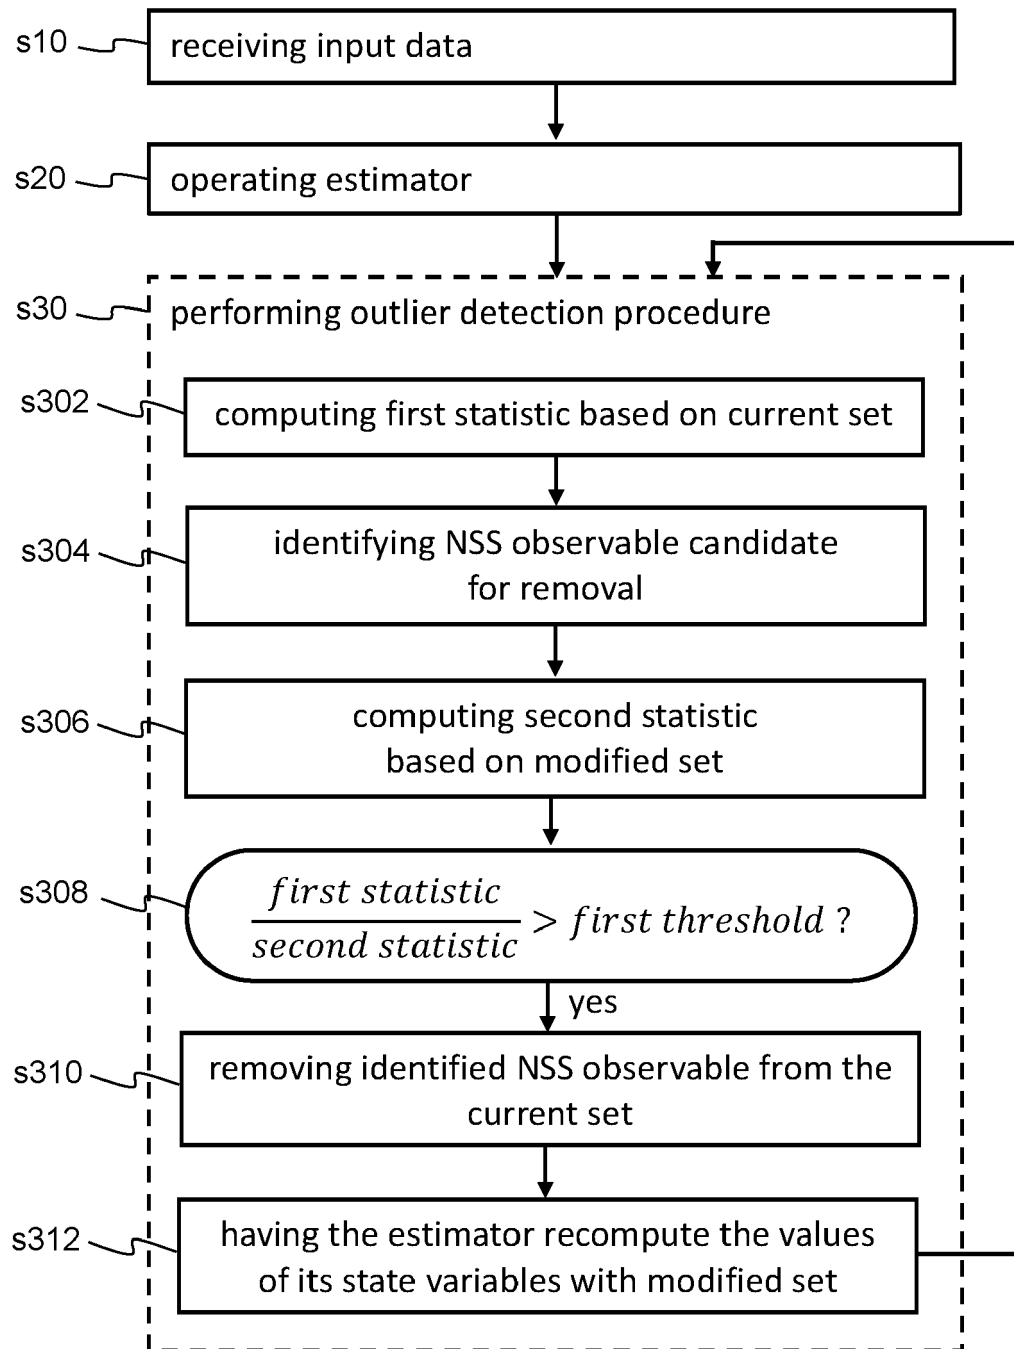 s10
receiving input data
s20
operating estimator
s30
performing outlier detection procedure
s302
computing first statistic based on current set
s304
identifying NSS observable candidate
for removal
s306
computing second statistic
based on modified set
s308
first statistic
second statistic
> first threshold ?
yes
s310
removing identified NSS observable from the
current set
s312
having the estimator recompute the values
of its state variables with modified set